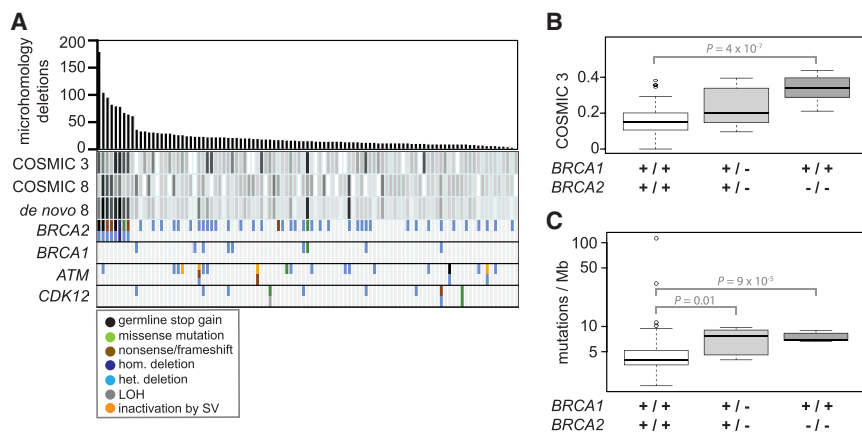 A
microhomology
deletions
200
150
100
50
0
COSMIC 3
COSMIC 8
de novo 8
BRCA2
BRCA1
ATM
CDK12
germline stop gain
missense mutation
nonsense/frameshift
hom. deletion
het. deletion
LOH
inactivation by SV
B
P = 4 x 10⁻⁷
COSMIC 3
0.4
0.2
0
BRCA1 +/+ +/- +/+
BRCA2 +/+ +/+ -/-
C
mutations / Mb
100
50
10
5
P = 9 x 10⁻⁵
P = 0.01
BRCA1 +/+ +/- +/+
BRCA2 +/+ +/+ -/-